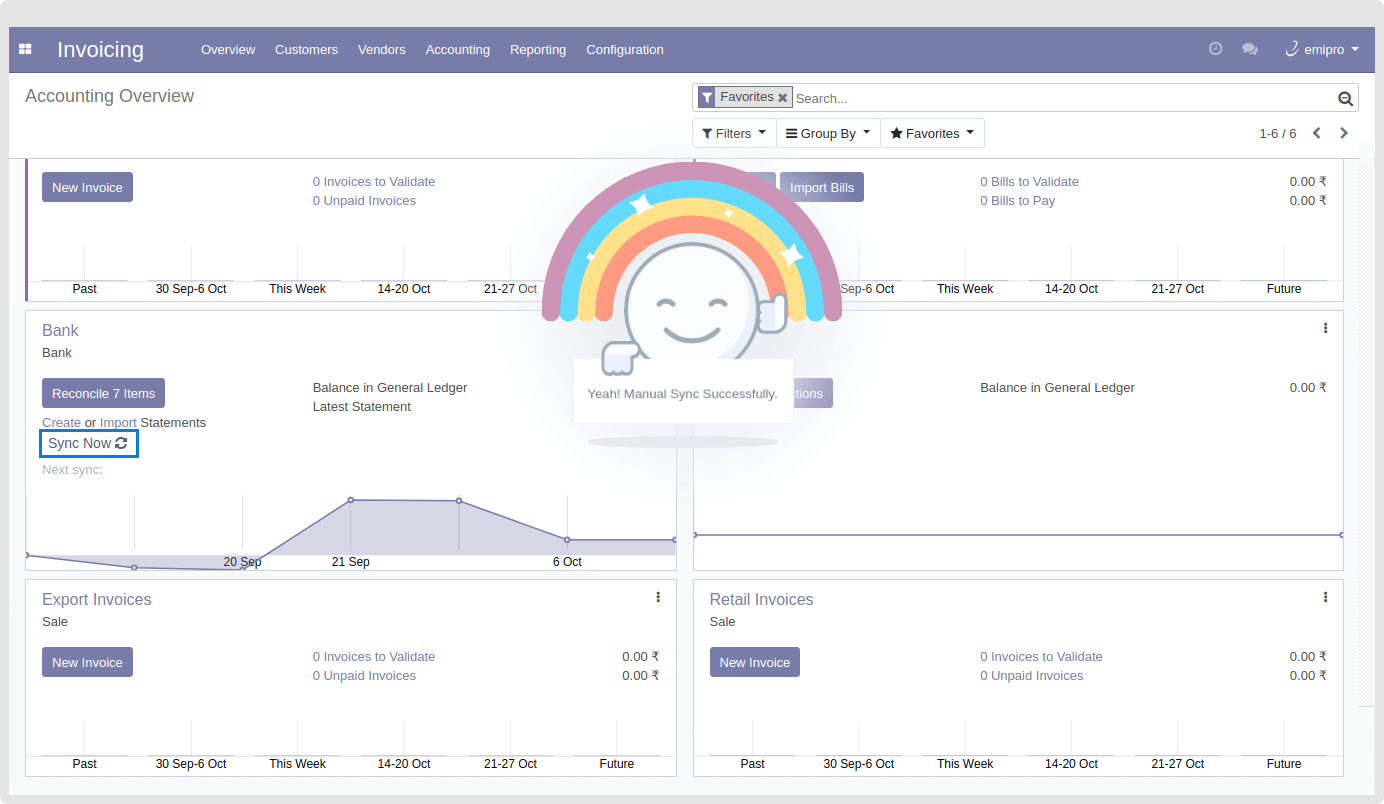 Invoicing
Overview Customers Vendors Accounting Reporting Configuration
emipro
Accounting Overview
Favorites
Search...
Filters Group By Favorites
1-6 / 6
New Invoice
0 Invoices to Validate
0 Unpaid Invoices
Past 30 Sep-6 Oct This Week 14-20 Oct 21-27 Oct
Import Bills
0 Bills to Validate 0.00 ₹
0 Bills to Pay 0.00 ₹
Sep-6 Oct This Week 14-20 Oct 21-27 Oct Future
Bank
Bank
Reconcile 7 Items
Create or Import Statements
Sync Now
Next sync:
Balance in General Ledger
Latest Statement
20 Sep 21 Sep 6 Oct
Yeah! Manual Sync Successfully.
Balance in General Ledger 0.00 ₹
Export Invoices
Sale
New Invoice
0 Invoices to Validate 0.00 ₹
0 Unpaid Invoices 0.00 ₹
Past 30 Sep-6 Oct This Week 14-20 Oct 21-27 Oct Future
Retail Invoices
Sale
New Invoice
0 Invoices to Validate 0.00 ₹
0 Unpaid Invoices 0.00 ₹
Past 30 Sep-6 Oct This Week 14-20 Oct 21-27 Oct Future